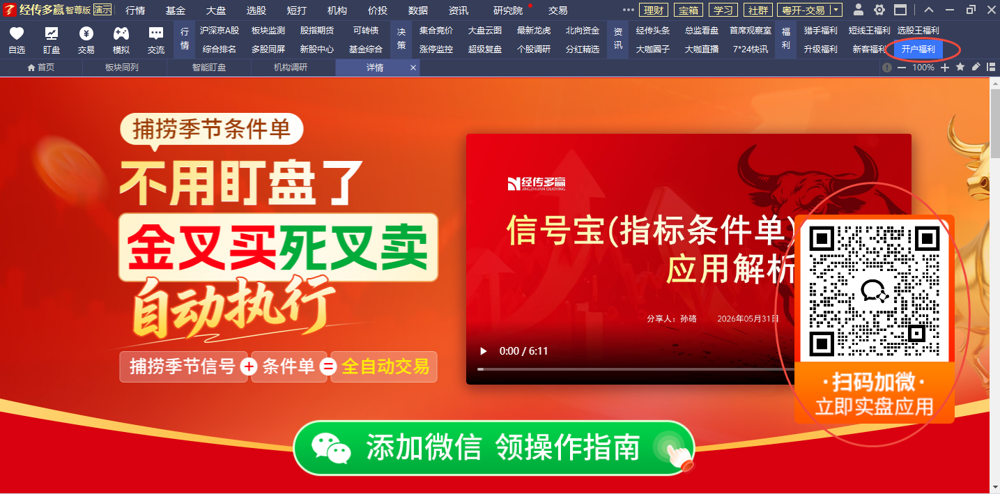 经传多赢 智尊版 演示 行情 基金 大盘 选股 短打 机构 价投 数据 资讯 研究院 交易 理财 宝箱 学习 社群 粤开-交易
自选 盯盘 交易 模拟 交流
行情 沪深京A股 板块监测 股指期货 可转债 决策 集合竞价 大盘云图 最新龙虎 北向资金 资讯 经传头条 总监看盘 首席观察室 福利 猎手福利 短线王福利 选股王福利
综合排名 多股同屏 新股中心 基金综合 涨停监控 超级复盘 个股调研 分红精选 大咖圈子 大咖直播 7*24快讯 升级福利 新客福利 开户福利
首页 板块同列 智能盯盘 机构调研 详情 100%
捕捞季节条件单
不用盯盘了
金叉买死叉卖
自动执行
捕捞季节信号 + 条件单 = 全自动交易
经传多赢
JINGZHUAN DUOYING
信号宝(指标条件单)
应用解析
分享人：孙硌 2026年05月31日
0:00 / 6:11
·扫码加微·
立即实盘应用
添加微信 领操作指南